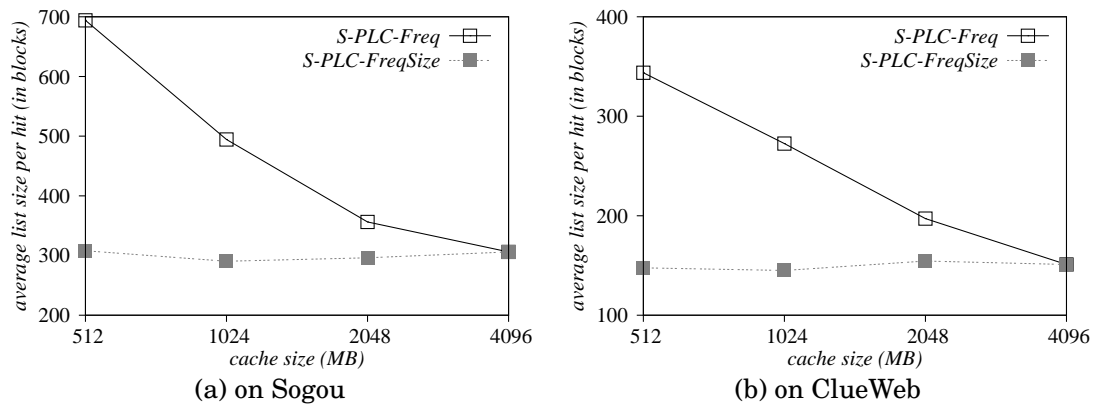 average list size per hit (in blocks)
700
600
500
400
300
200
S-PLC-Freq
S-PLC-FreqSize
512
1024
2048
4096
cache size (MB)
(a) on Sogou
average list size per hit (in blocks)
400
300
200
100
S-PLC-Freq
S-PLC-FreqSize
512
1024
2048
4096
cache size (MB)
(b) on ClueWeb